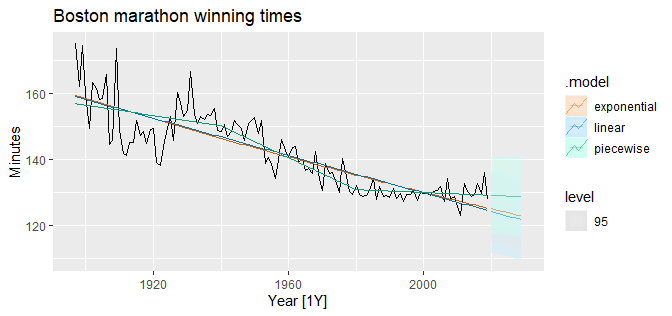 Boston marathon winning times
Minutes
160
140
120
1920
1960
2000
Year [1Y]
.model
exponential
linear
piecewise
level
95